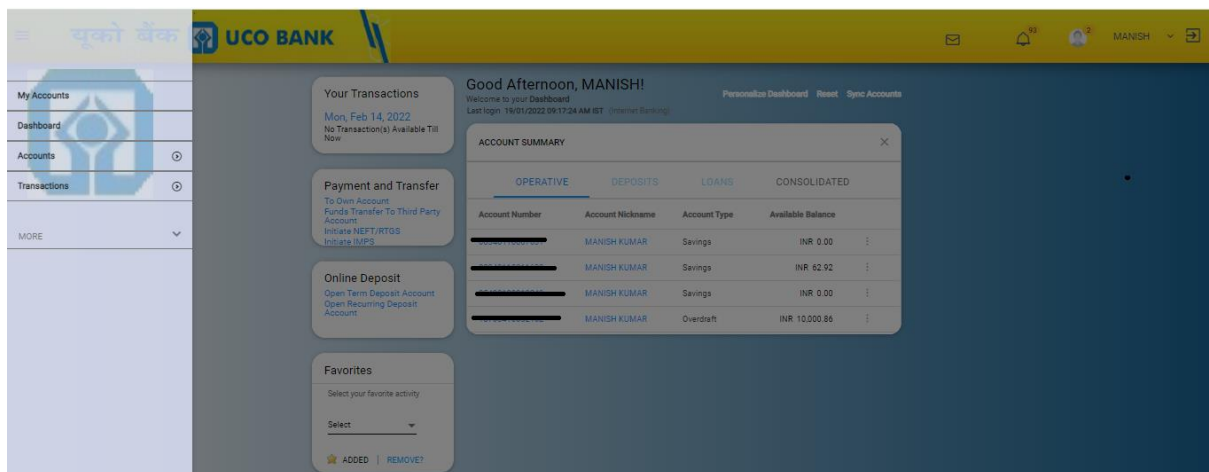 यूको बैंक UCO BANK
93
2
MANISH
My Accounts
Dashboard
Accounts
Transactions
MORE
Your Transactions
Mon, Feb 14, 2022
No Transaction(s) Available Till
Now
Payment and Transfer
To Own Account
Funds Transfer To Third Party
Account
Initiate NEFT/RTGS
Initiate IMPS
Online Deposit
Open Term Deposit Account
Open Recurring Deposit
Account
Favorites
Select your favorite activity
Select
ADDED | REMOVE?
Good Afternoon, MANISH!
Welcome to your Dashboard
Last login 19/01/2022 09:17:24 AM IST (Internet Banking)
Personalize Dashboard Reset Sync Accounts
ACCOUNT SUMMARY
OPERATIVE DEPOSITS LOANS CONSOLIDATED
Account Number Account Nickname Account Type Available Balance
MANISH KUMAR Savings INR 0.00
MANISH KUMAR Savings INR 62.92
MANISH KUMAR Savings INR 0.00
MANISH KUMAR Overdraft INR 10,000.86